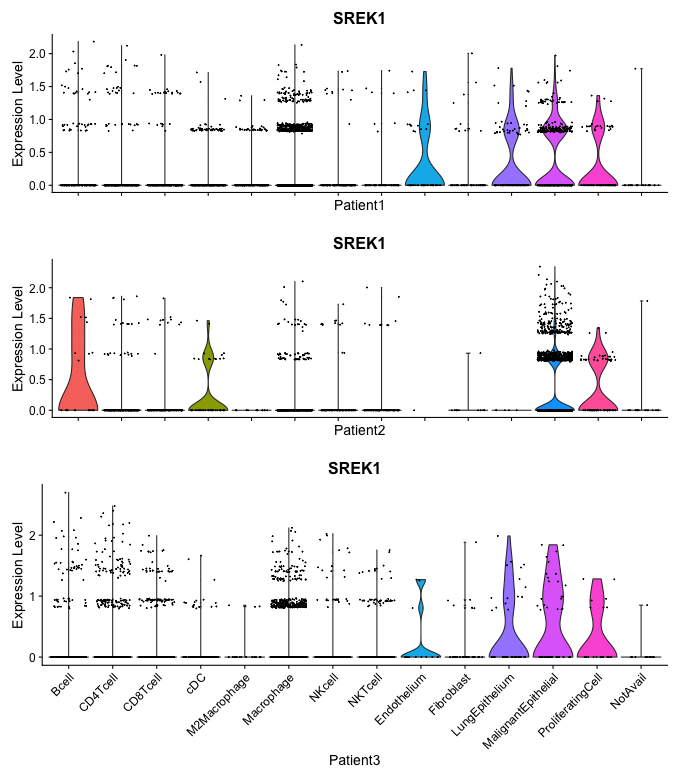 SREK1
Expression Level
2.0
1.5
1.0
0.5
0.0
Patient1
SREK1
Expression Level
2.0
1.5
1.0
0.5
0.0
Patient2
SREK1
Expression Level
2
1
0
Bcell
CD4Tcell
CD8Tcell
cDC
M2Macrophage
Macrophage
NKcell
NKTcell
Endothelium
Fibroblast
LungEpithelium
MalignantEpithelial
ProliferatingCell
NotAvail
Patient3